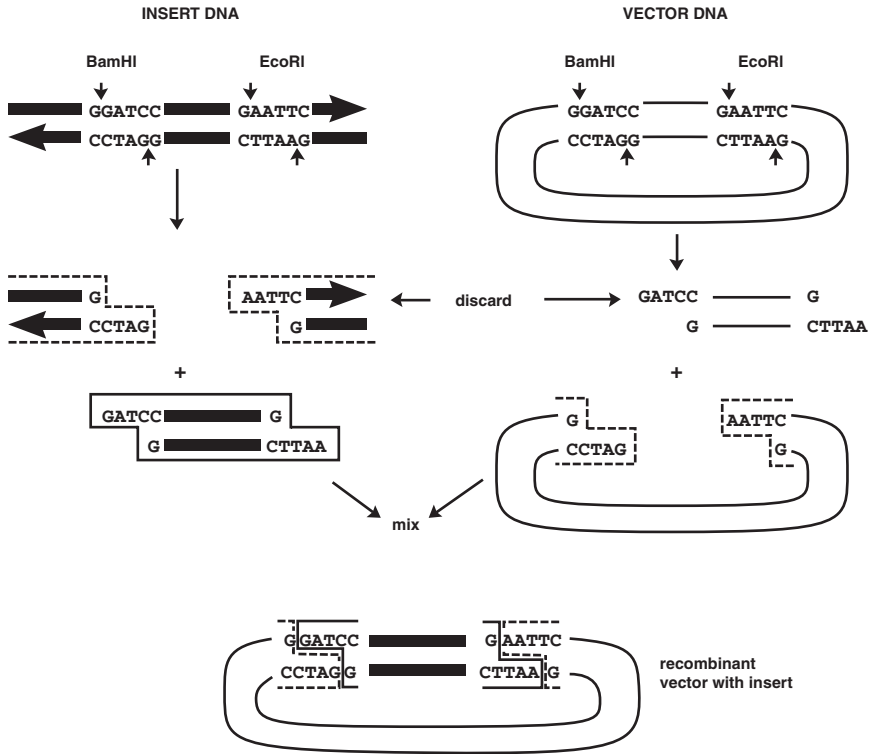 INSERT DNA
VECTOR DNA
BamHI EcoRI
BamHI EcoRI
GGATCC GAATTC
CCTAGG CTTAAG
GGATCC GAATTC
CCTAGG CTTAAG
G AATTC
CCTAG G
discard
GATCC G
G CTTAA
+
+
GATCC G
G CTTAA
G AATTC
CCTAG G
mix
GGATCC GAATTC
CCTAGG CTTAAG
recombinant
vector with insert